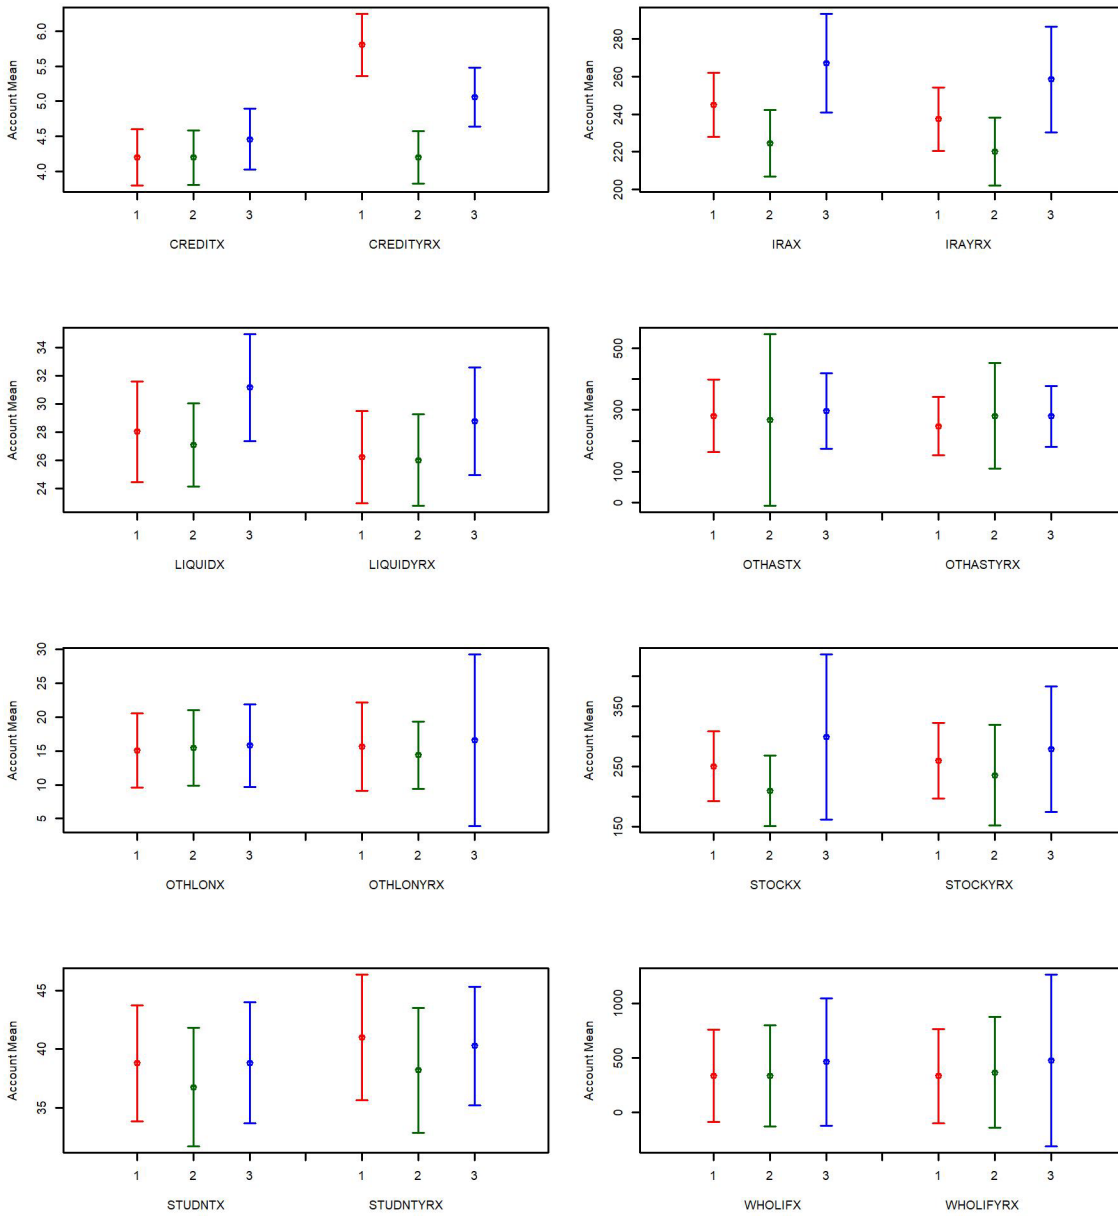 Account Mean
6.0
5.5
5.0
4.5
4.0
1 2 3 1 2 3
CREDITX CREDITYRX
Account Mean
280
260
240
220
200
1 2 3 1 2 3
IRAX IRAYRX
Account Mean
34
32
30
28
26
24
1 2 3 1 2 3
LIQUIDX LIQUIDYRX
Account Mean
500
300
100
0
1 2 3 1 2 3
OTHASTX OTHASTYRX
Account Mean
30
25
20
15
10
5
1 2 3 1 2 3
OTHLONX OTHLONYRX
Account Mean
350
250
150
1 2 3 1 2 3
STOCKX STOCKYRX
Account Mean
45
40
35
1 2 3 1 2 3
STUDNTX STUDNTYRX
Account Mean
1000
500
0
1 2 3 1 2 3
WHOLIFX WHOLIFYRX